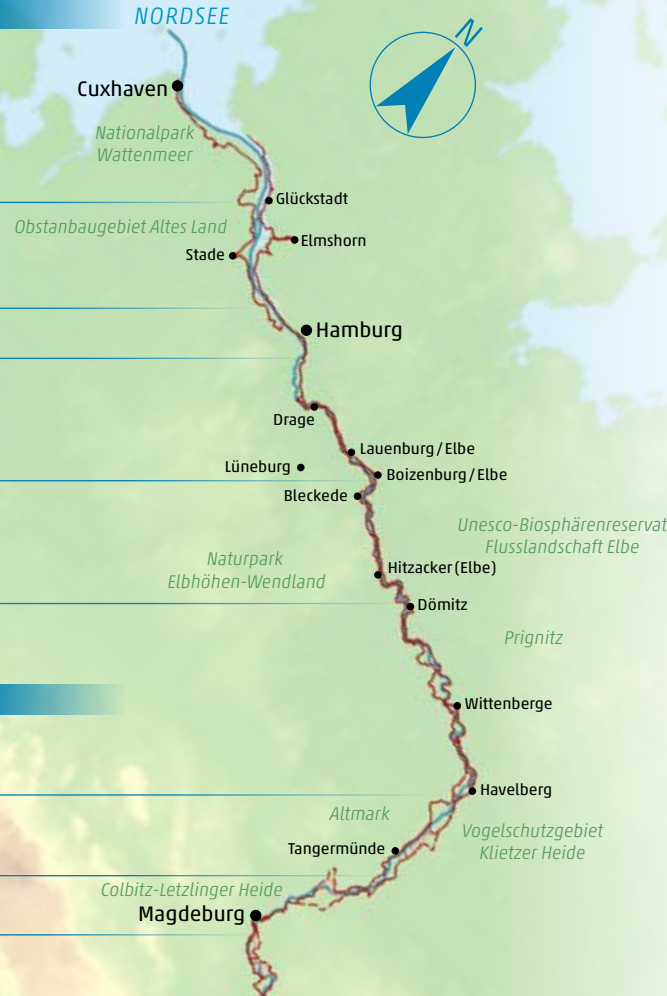 NORDSEE
N
Cuxhaven
Nationalpark
Wattenmeer
Glückstadt
Obstanbaugebiet Altes Land
Elmshorn
Stade
Hamburg
Drage
Lauenburg / Elbe
Lüneburg
Boizenburg / Elbe
Bleckede
Unesco-Biosphärenreservat
Flusslandschaft Elbe
Naturpark
Elbhöhen-Wendland
Hitzacker (Elbe)
Dömitz
Prignitz
Wittenberge
Havelberg
Altmark
Vogelschutzgebiet
Klietzer Heide
Tangermünde
Colbitz-Letzlinger Heide
Magdeburg